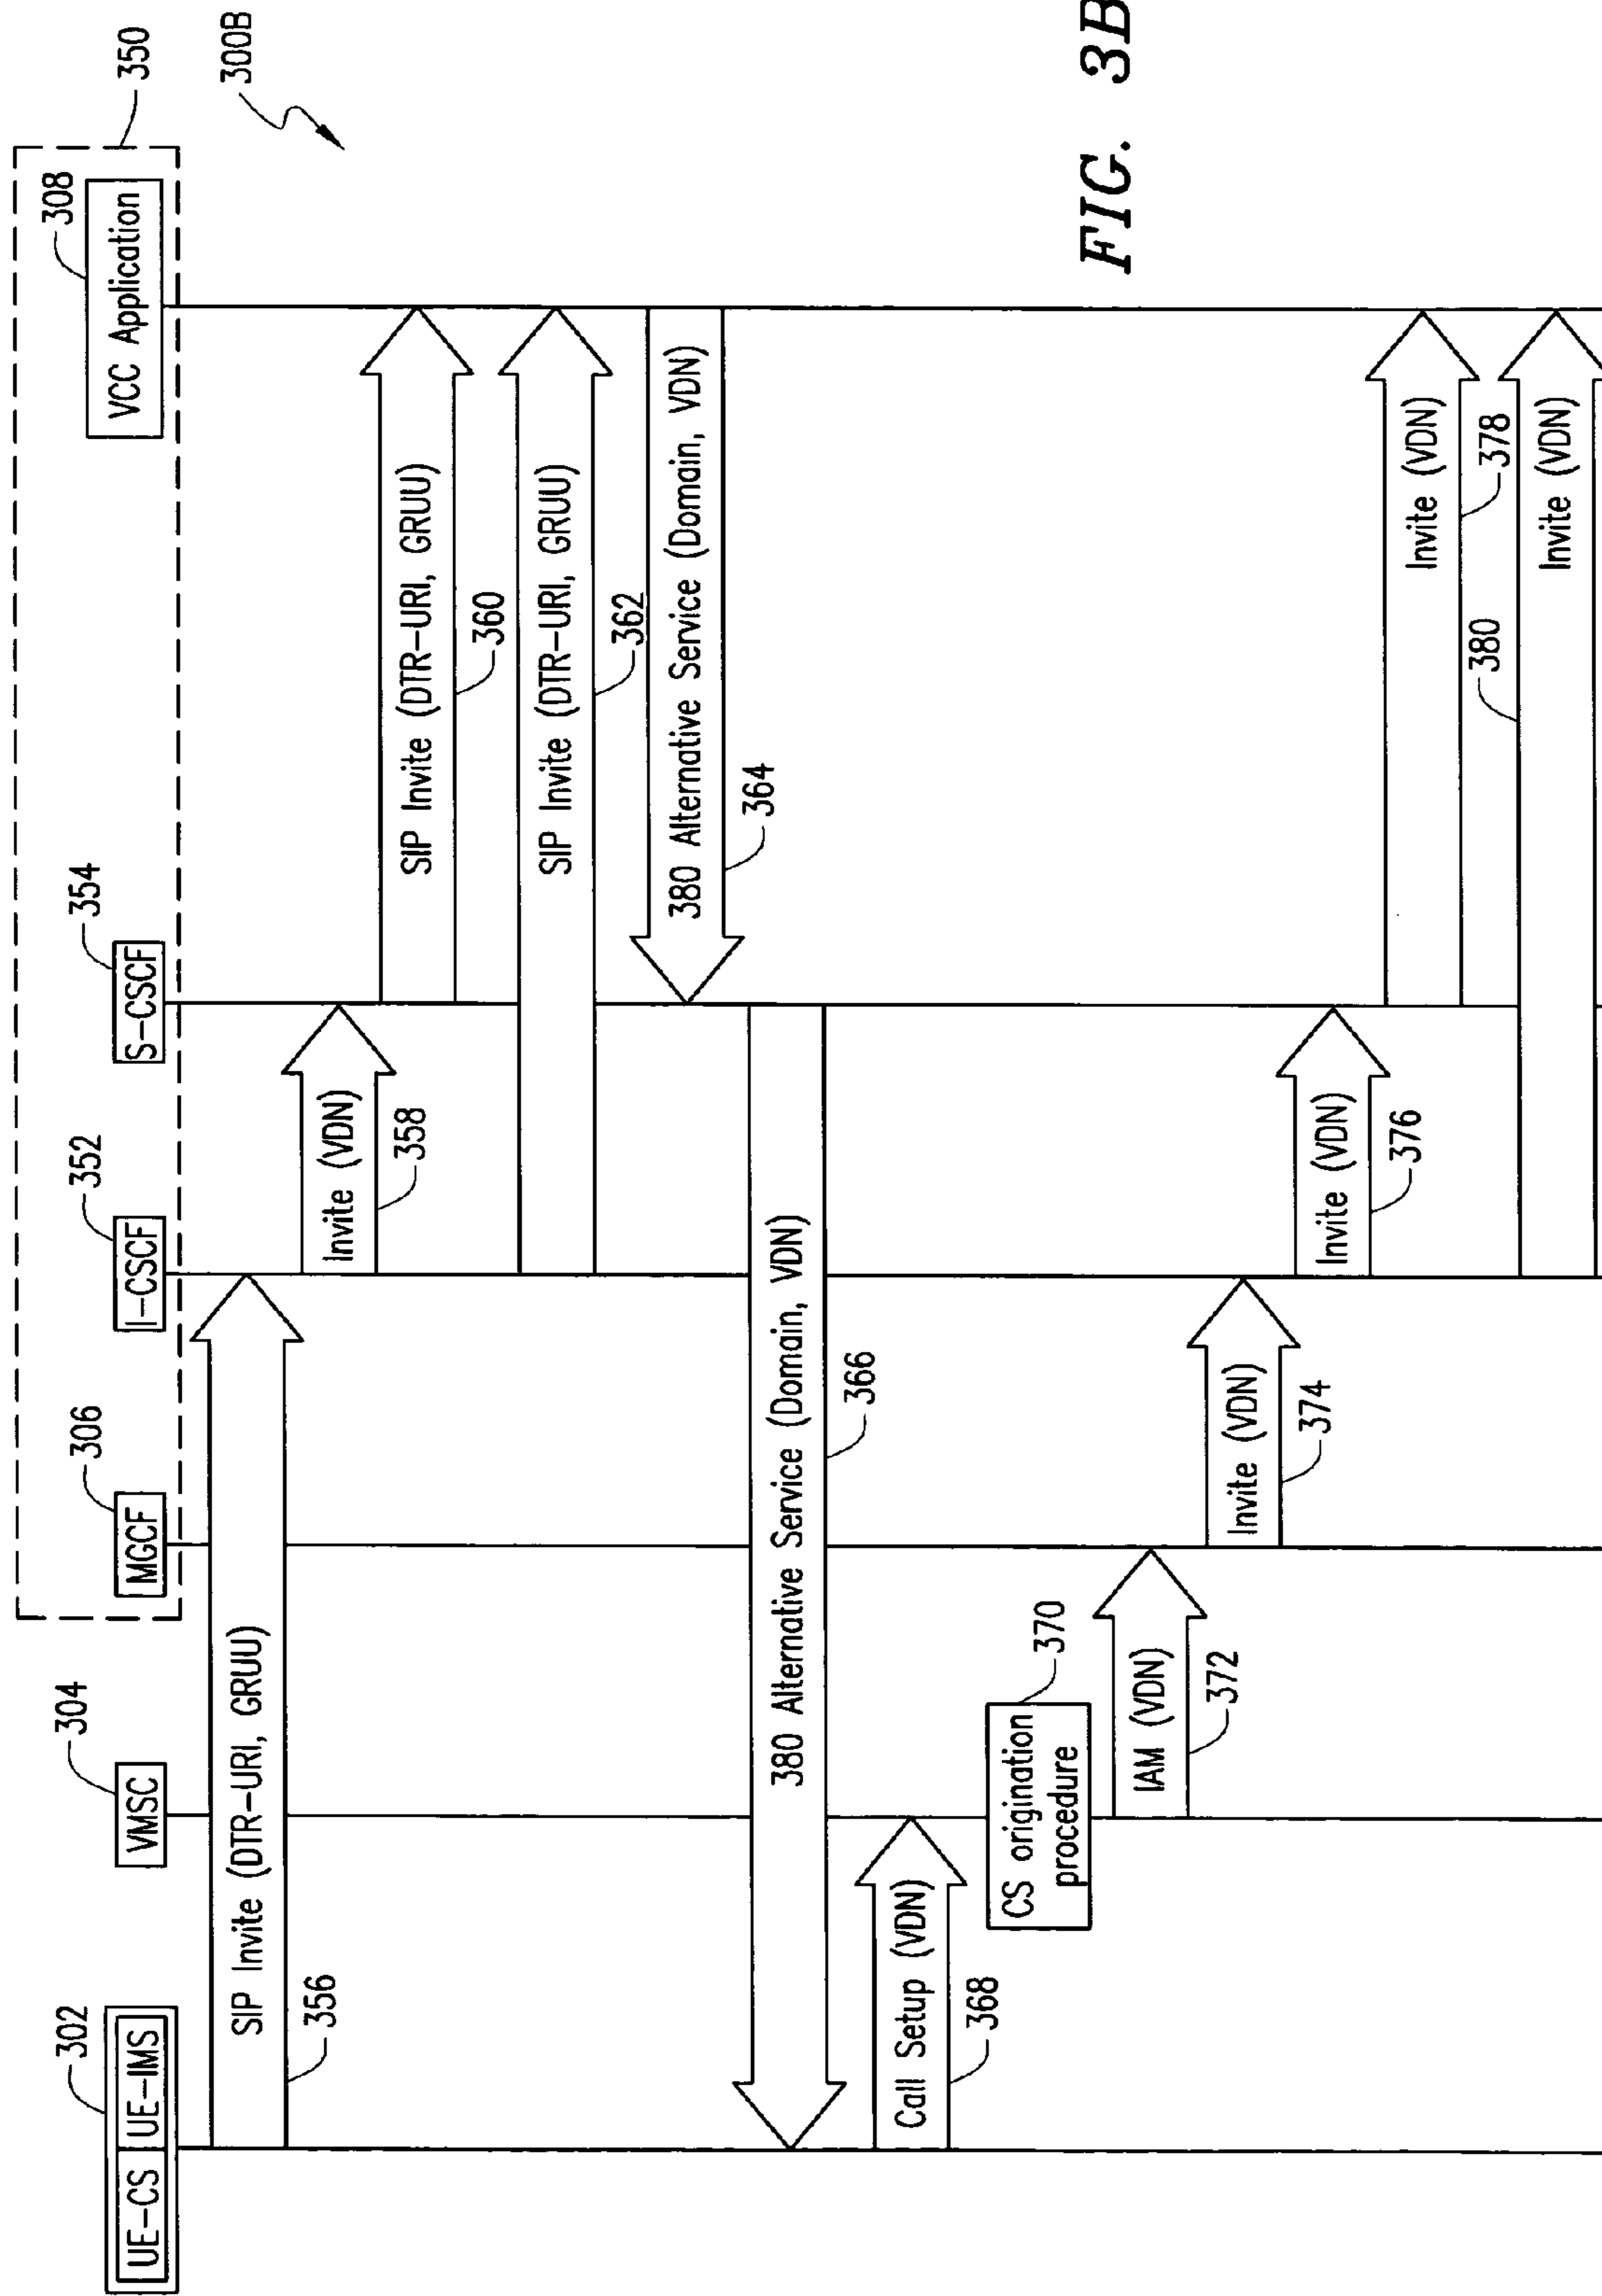 350
308
VCC Application
300B
354
S-CSCF
352
I-CSCF
306
MGCF
304
VMSC
302
UE-CS
UE-IMS
SIP Invite (DTR-URI, GRUU)
356
Invite (VDN)
358
SIP Invite (DTR-URI, GRUU)
360
SIP Invite (DTR-URI, GRUU)
362
380 Alternative Service (Domain, VDN)
364
380 Alternative Service (Domain, VDN)
366
Call Setup (VDN)
368
CS origination
procedure
370
IAM (VDN)
372
Invite (VDN)
374
Invite (VDN)
376
Invite (VDN)
378
380
Invite (VDN)
FIG. 3B